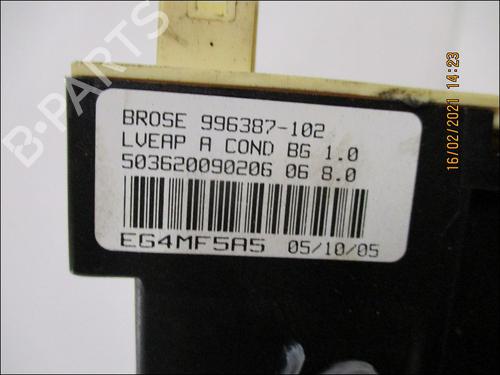 BROSE 996387-102
LVEAP A COND BG 1.0
503620090206 06 8.0
EG4MF5A5 05/10/05
16/02/2021 14:23
B-PARTS